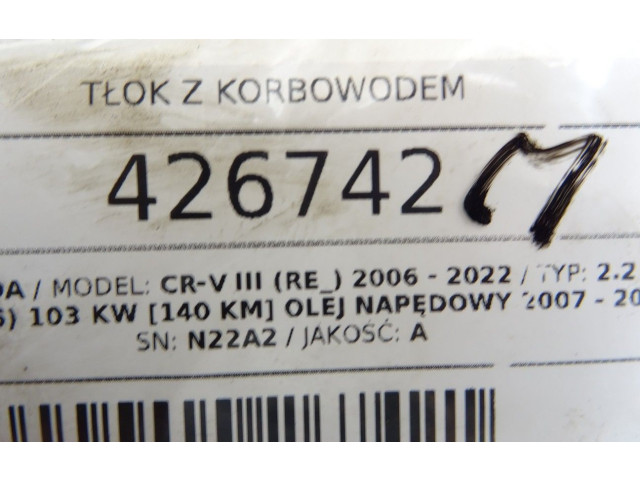 TŁOK Z KORBOWODEM
426742 M
DA / MODEL: CR-V III (RE_) 2006 - 2022 / TYP: 2.2
6) 103 KW [140 KM] OLEJ NAPĘDOWY 2007 - 20
SN: N22A2 / JAKOŚĆ: A